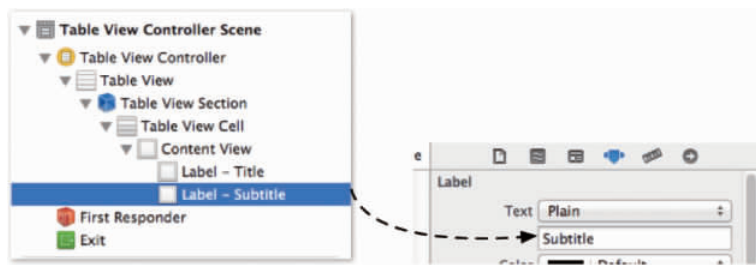 Table View Controller Scene
Table View Controller
Table View
Table View Section
Table View Cell
Content View
Label – Title
Label – Subtitle
First Responder
Exit
e
Label
Text Plain
Subtitle
Color Default